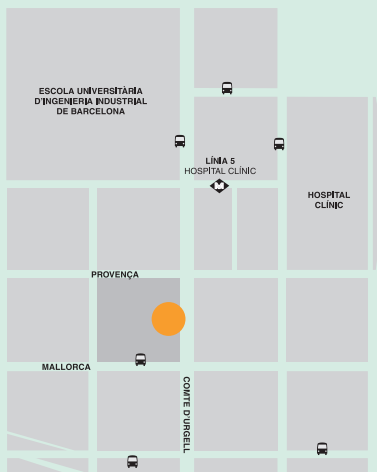 ESCOLA UNIVERSITÀRIA
D'INGENIERIA INDUSTRIAL
DE BARCELONA
LÍNIA 5
HOSPITAL CLÍNIC
M
HOSPITAL
CLÍNIC
PROVENÇA
MALLORCA
COMTE D'URGELL